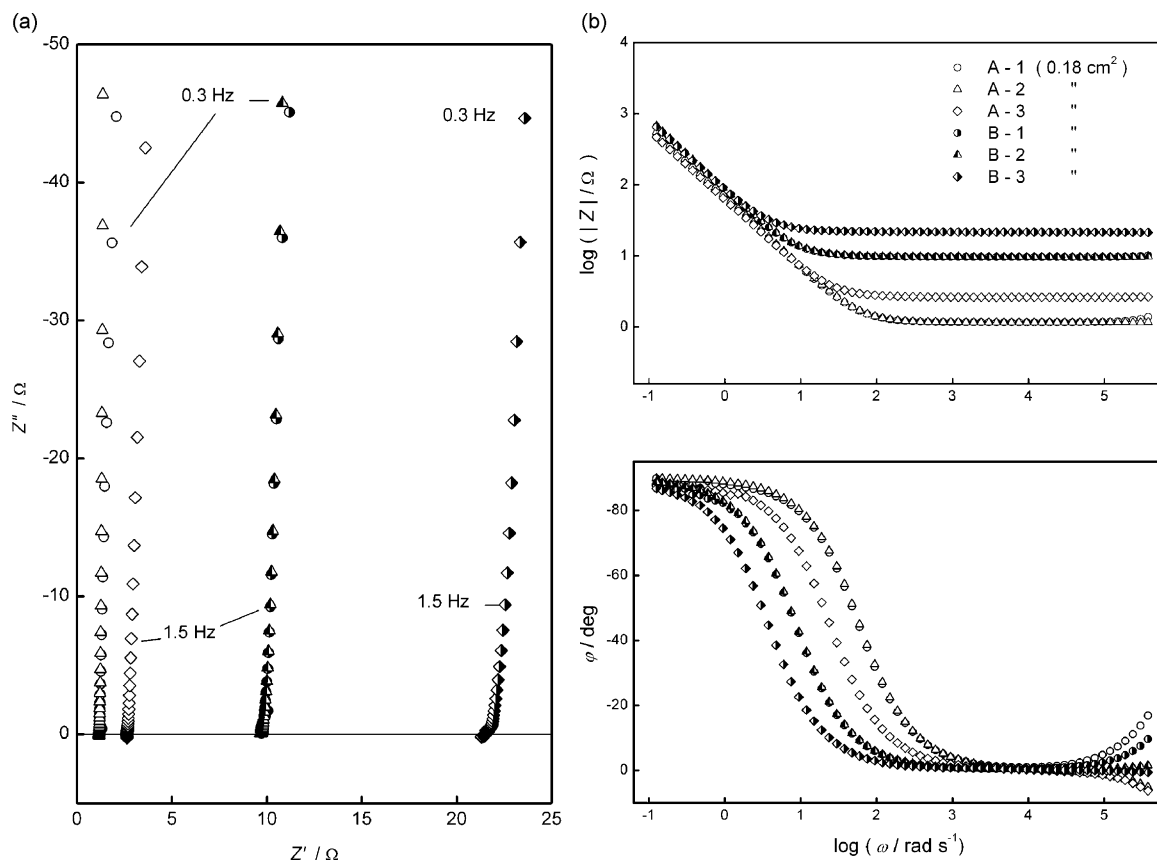 (a)
-50
-40
-30
-20
-10
0
Z″ / Ω
0.3 Hz
0.3 Hz
1.5 Hz
1.5 Hz
0 5 10 15 20 25
Z′ / Ω
(b)
4
3
2
1
0
log ( | Z | / Ω )
A - 1 ( 0.18 cm²)
A - 2 "
A - 3 "
B - 1 "
B - 2 "
B - 3 "
-1 0 1 2 3 4 5
-80
-60
-40
-20
0
φ / deg
-1 0 1 2 3 4 5
log ( ω / rad s⁻¹)